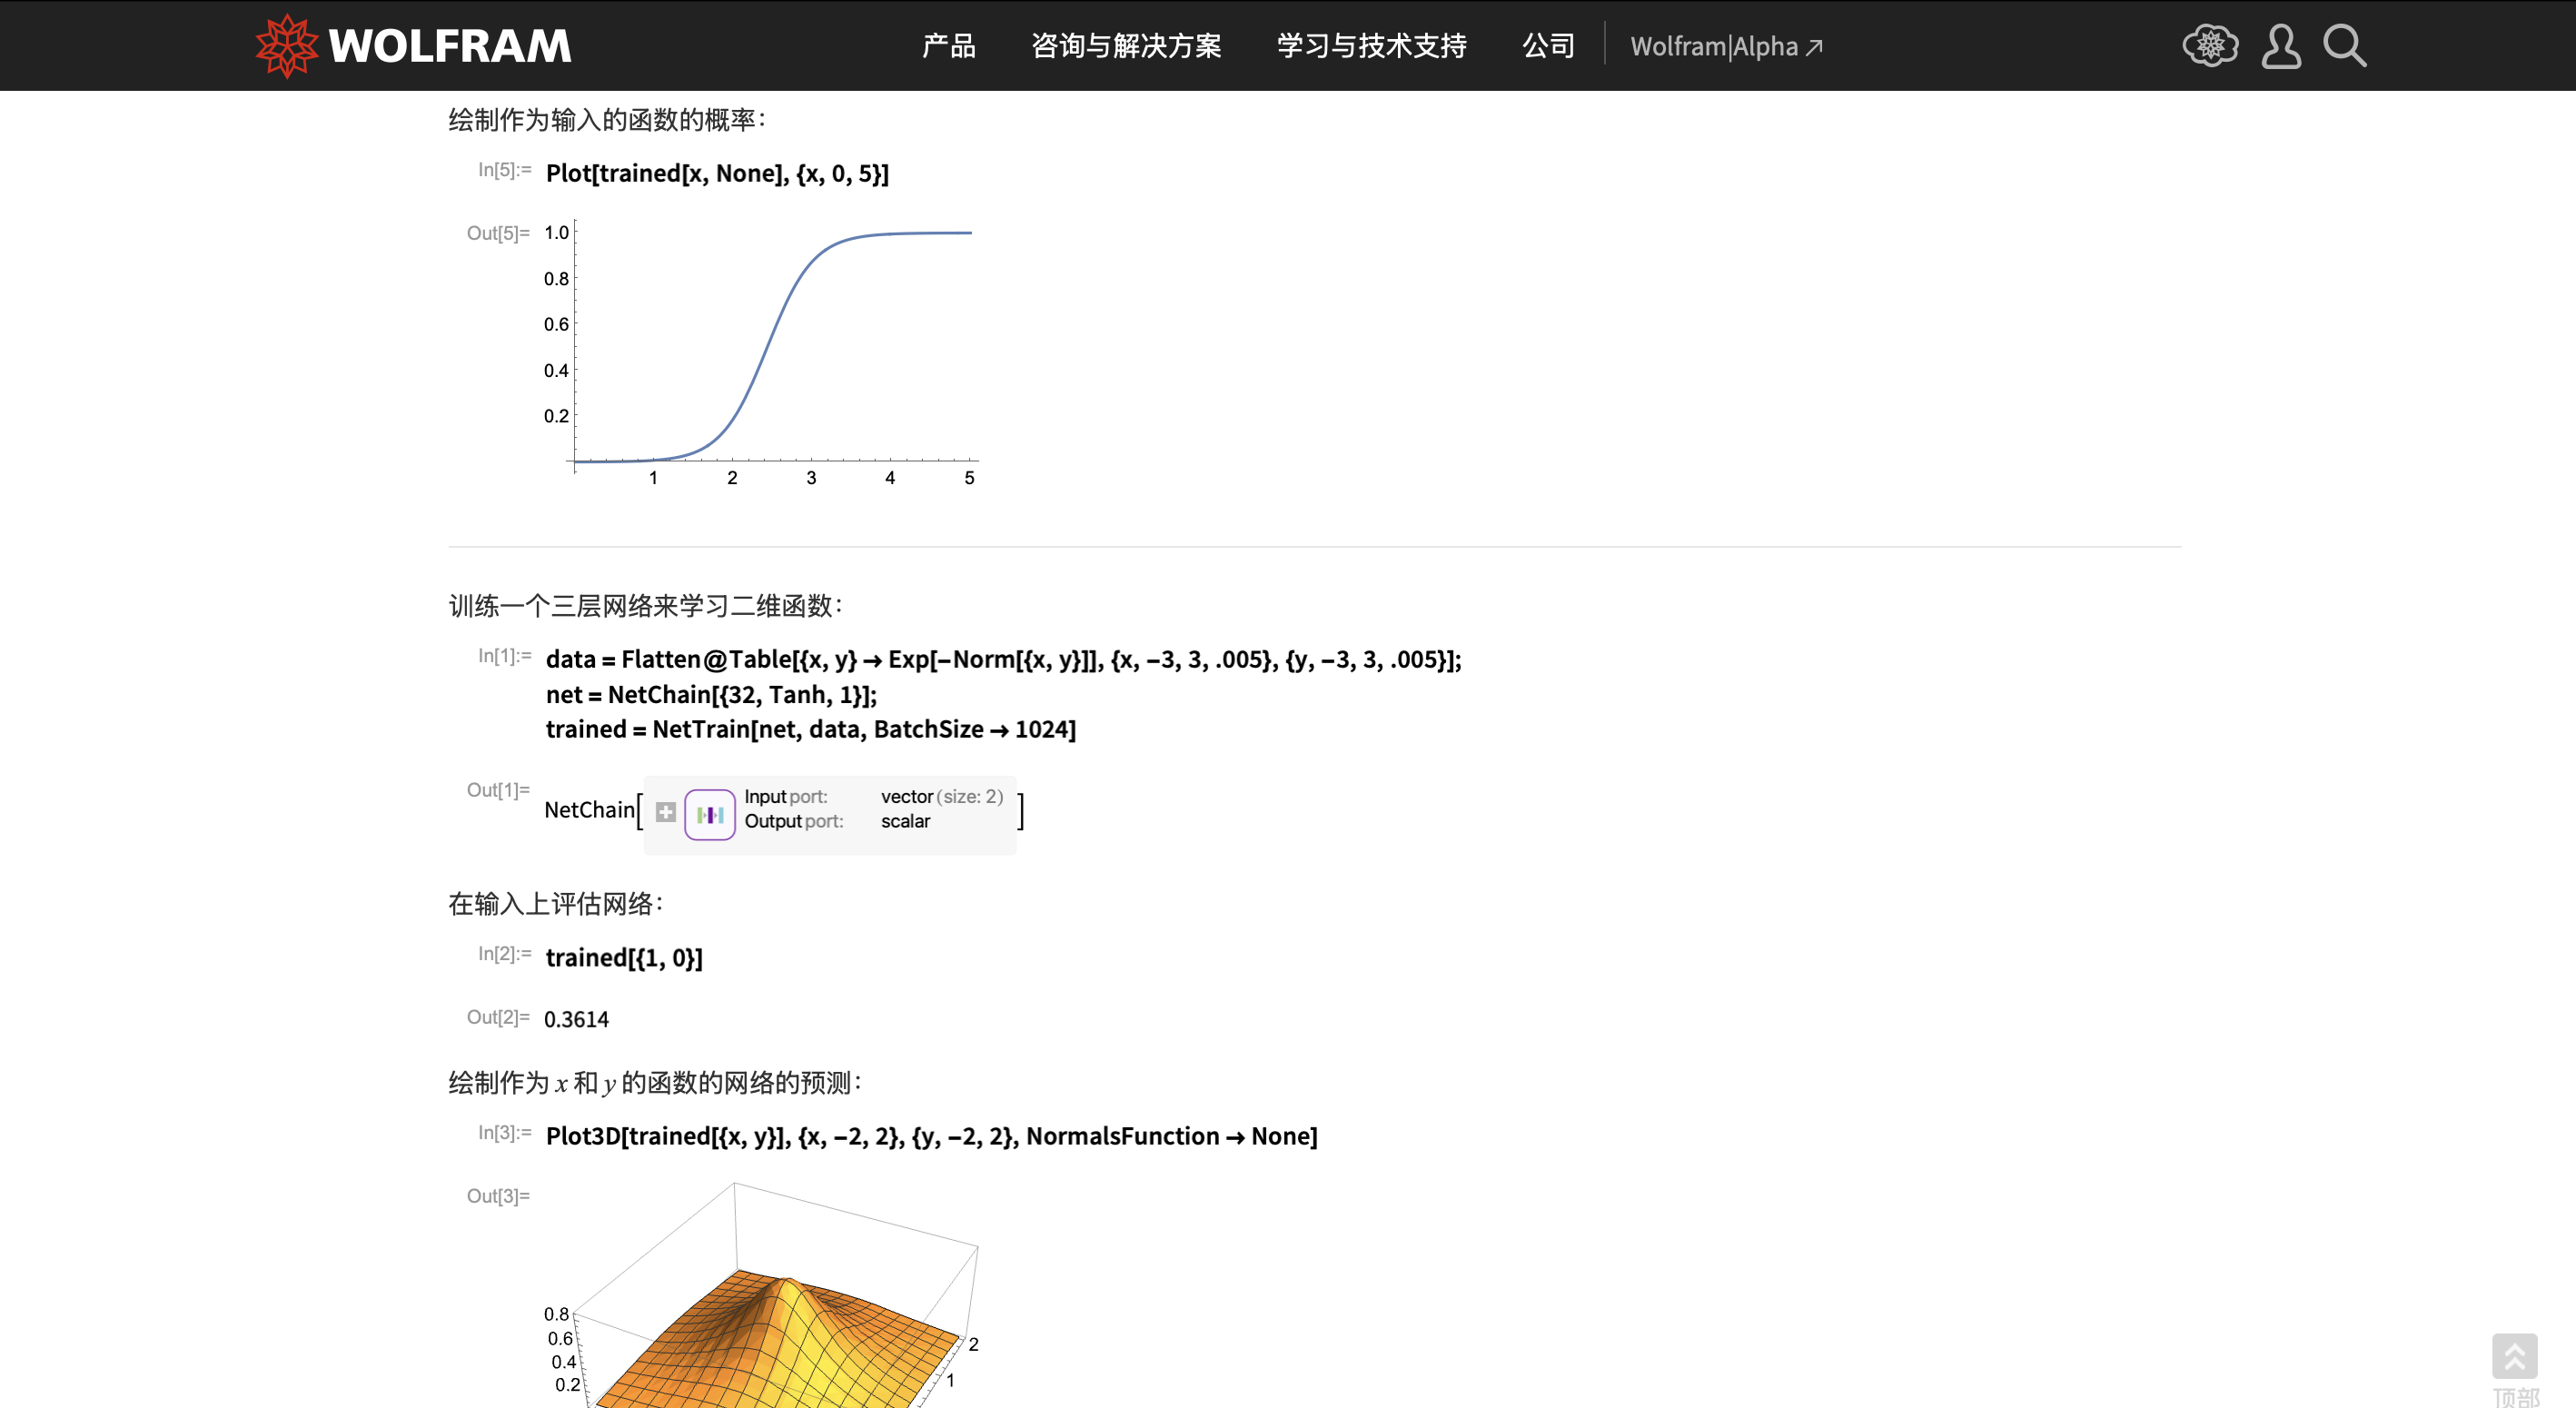 WOLFRAM
产品 咨询与解决方案 学习与技术支持 公司 Wolfram|Alpha ↗
绘制作为输入的函数的概率：
In[5]:= Plot[trained[x, None], {x, 0, 5}]
Out[5]=
1.0
0.8
0.6
0.4
0.2
1 2 3 4 5
训练一个三层网络来学习二维函数：
In[1]:= data = Flatten@Table[{x, y} → Exp[−Norm[{x, y}]], {x, −3, 3, .005}, {y, −3, 3, .005}];
net = NetChain[{32, Tanh, 1}];
trained = NetTrain[net, data, BatchSize → 1024]
Out[1]= NetChain[
Input port: vector (size: 2)
Output port: scalar
]
在输入上评估网络：
In[2]:= trained[{1, 0}]
Out[2]= 0.3614
绘制作为 x 和 y 的函数的网络的预测：
In[3]:= Plot3D[trained[{x, y}], {x, −2, 2}, {y, −2, 2}, NormalsFunction → None]
Out[3]=
0.8
0.6
0.4
0.2
2
1
顶部